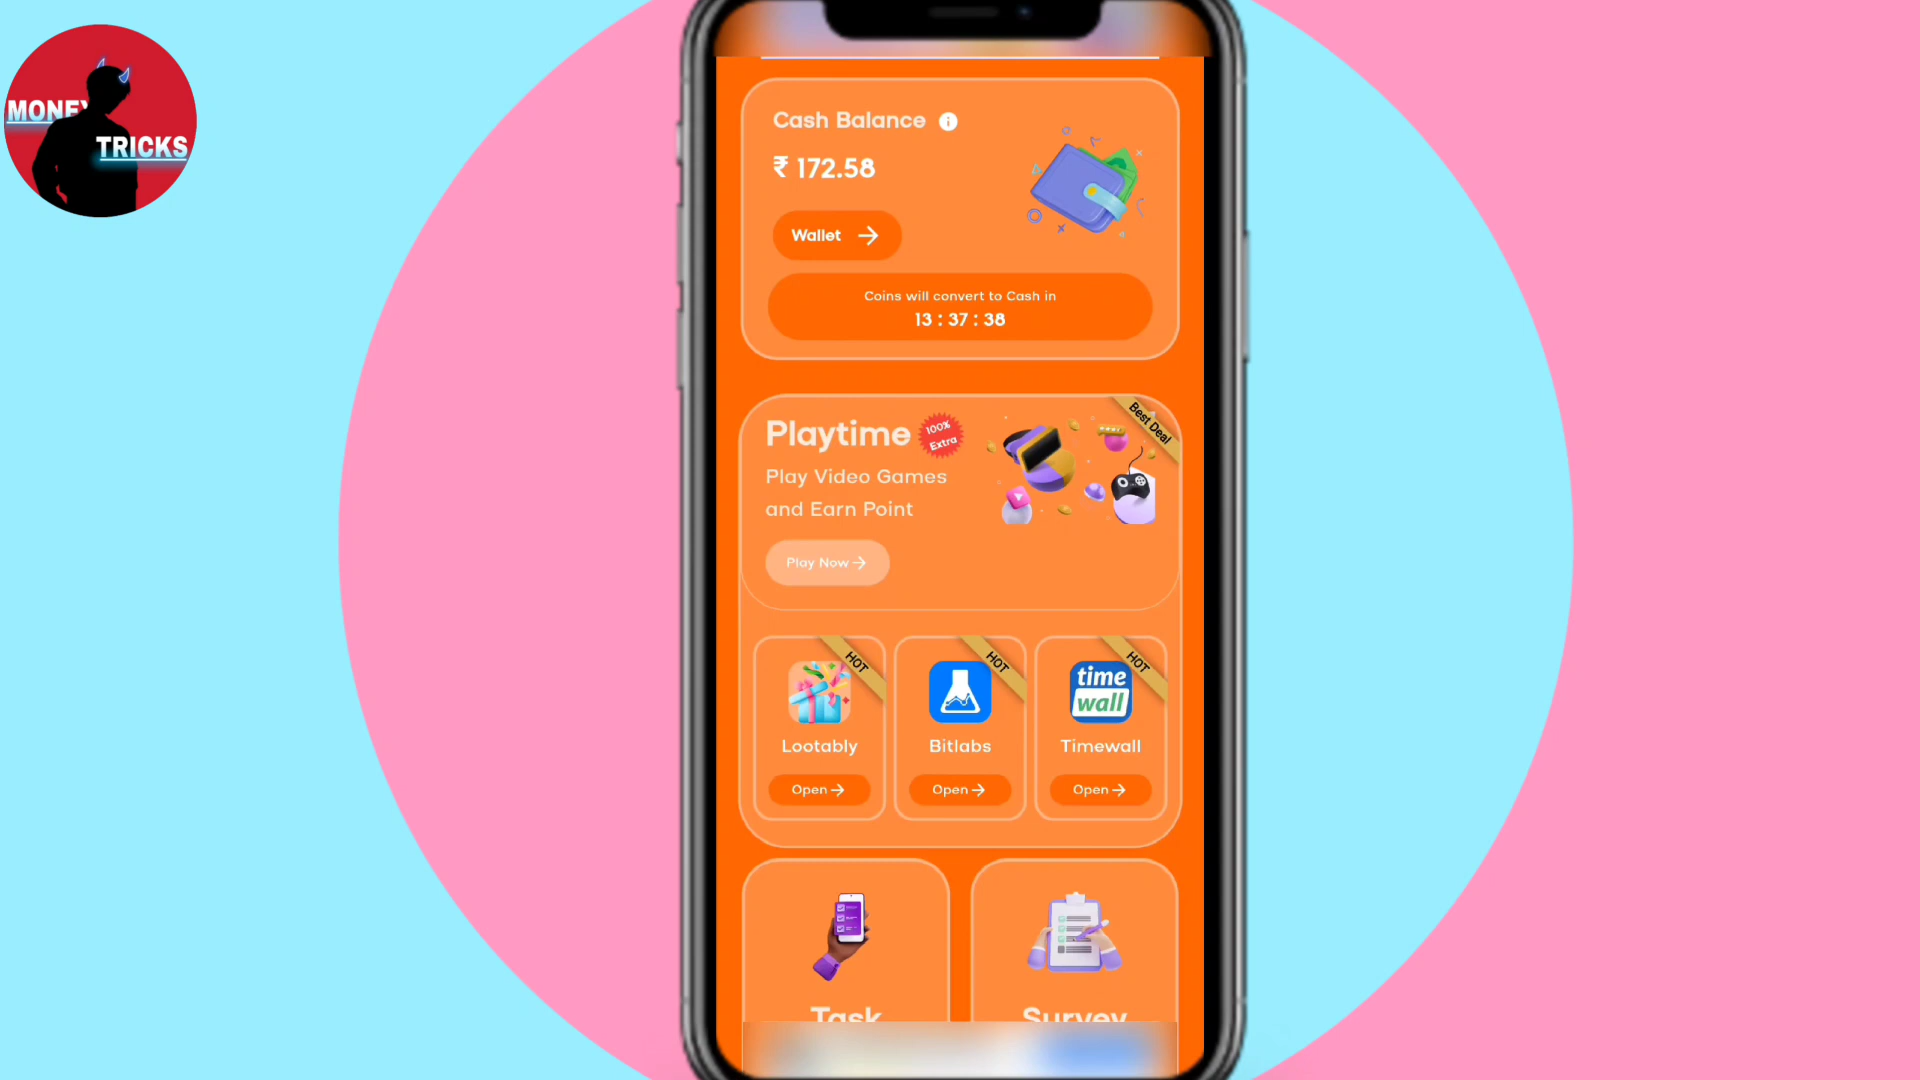 MONEY
TRICKS
Cash Balance
₹ 172.58
Wallet
Coins will convert to Cash in
13 : 37 : 38
Best Deal
Playtime
100%
Extra
Play Video Games
and Earn Point
Play Now
HOT
HOT
HOT
time
wall
Lootably
Bitlabs
Timewall
Open
Open
Open
Task
Survey